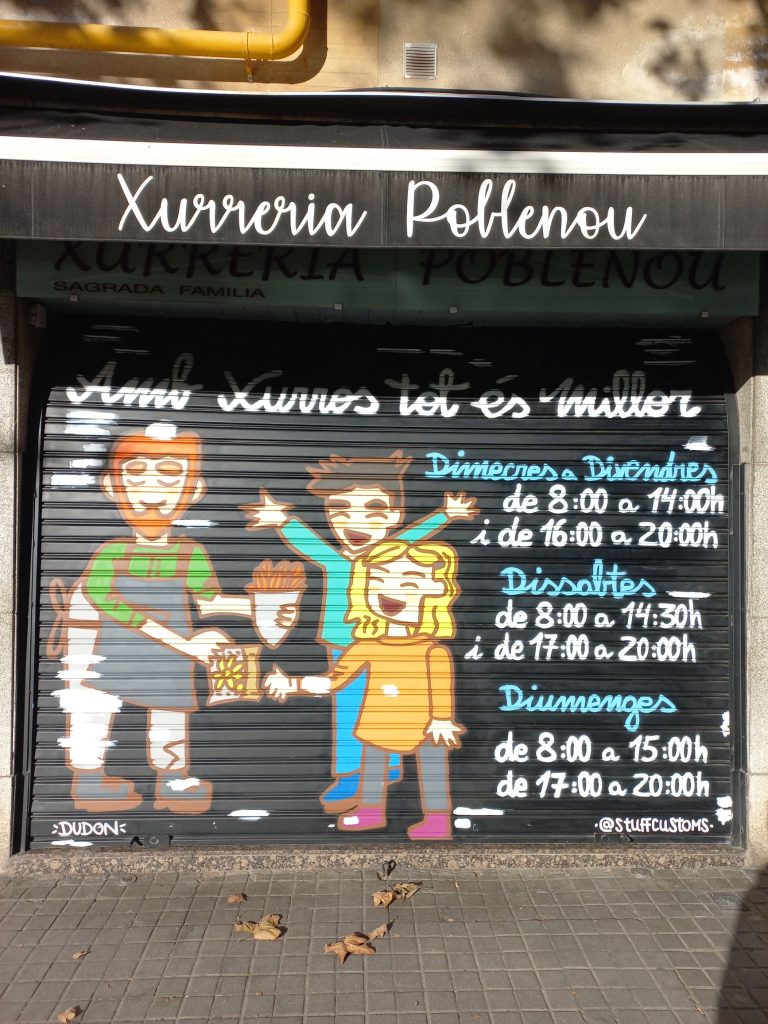 Xurreria Poblenou
XURRERIA POBLENOU
SAGRADA FAMILIA
Amb Xurros tot és millor
Dimecres a Divendres
de 8:00 a 14:00h
i de 16:00 a 20:00h
Dissabtes
de 8:00 a 14:30h
i de 17:00 a 20:00h
Diumenges
de 8:00 a 15:00h
de 17:00 a 20:00h
DUDON
@STUFFCUSTOMS